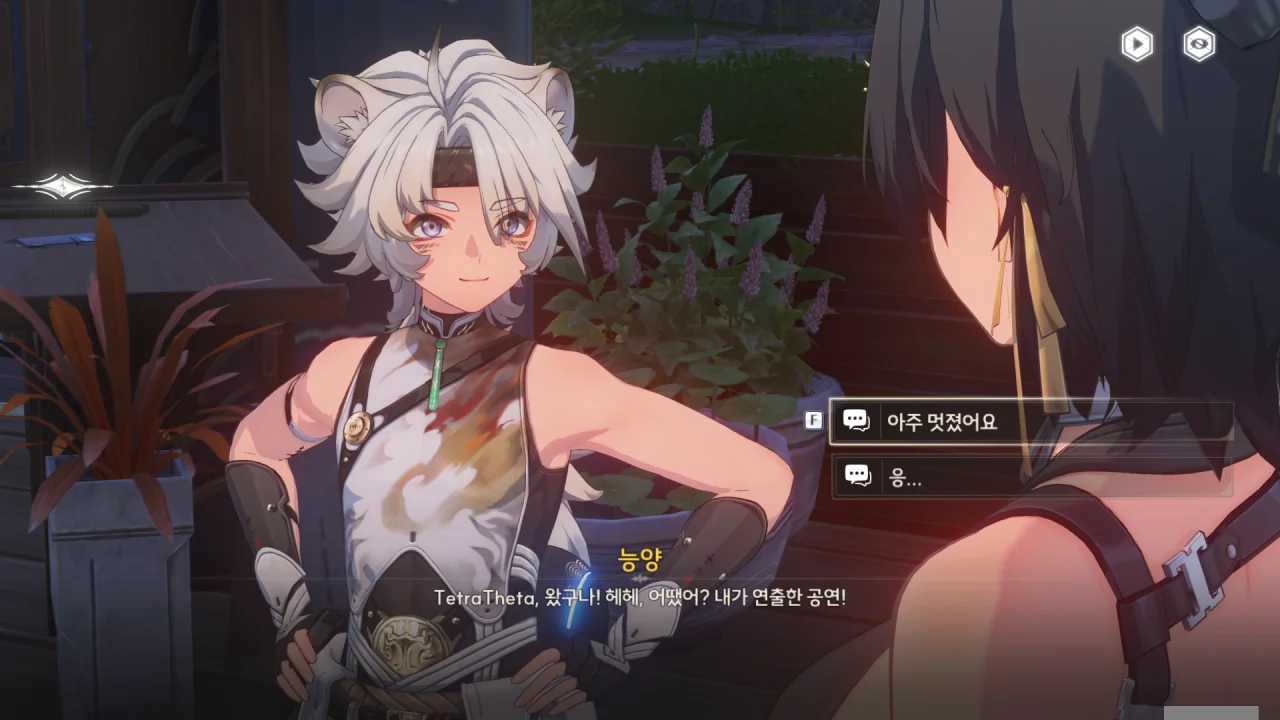 F
아주 멋졌어요
응...
능양
TetraTheta, 왔구나! 헤헤, 어땠어? 내가 연출한 공연!